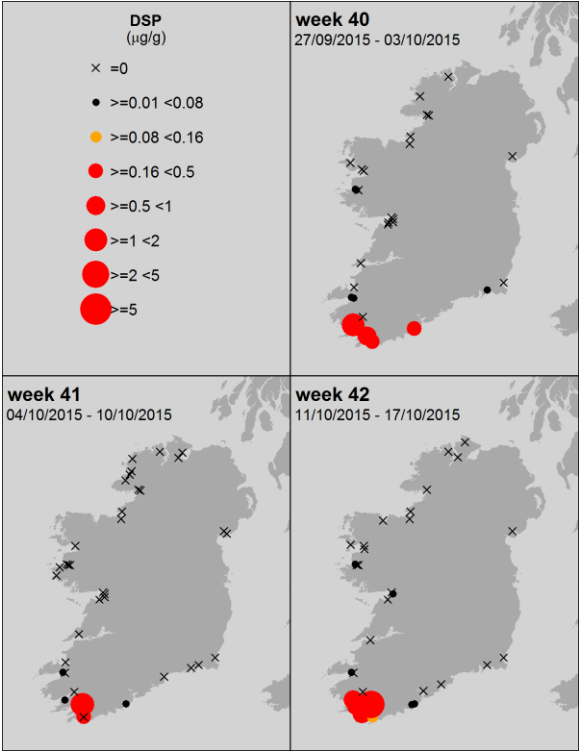 DSP
(μg/g)
=0
>=0.01 <0.08
>=0.08 <0.16
>=0.16 <0.5
>=0.5 <1
>=1 <2
>=2 <5
>=5
week 40
27/09/2015 - 03/10/2015
week 41
04/10/2015 - 10/10/2015
week 42
11/10/2015 - 17/10/2015